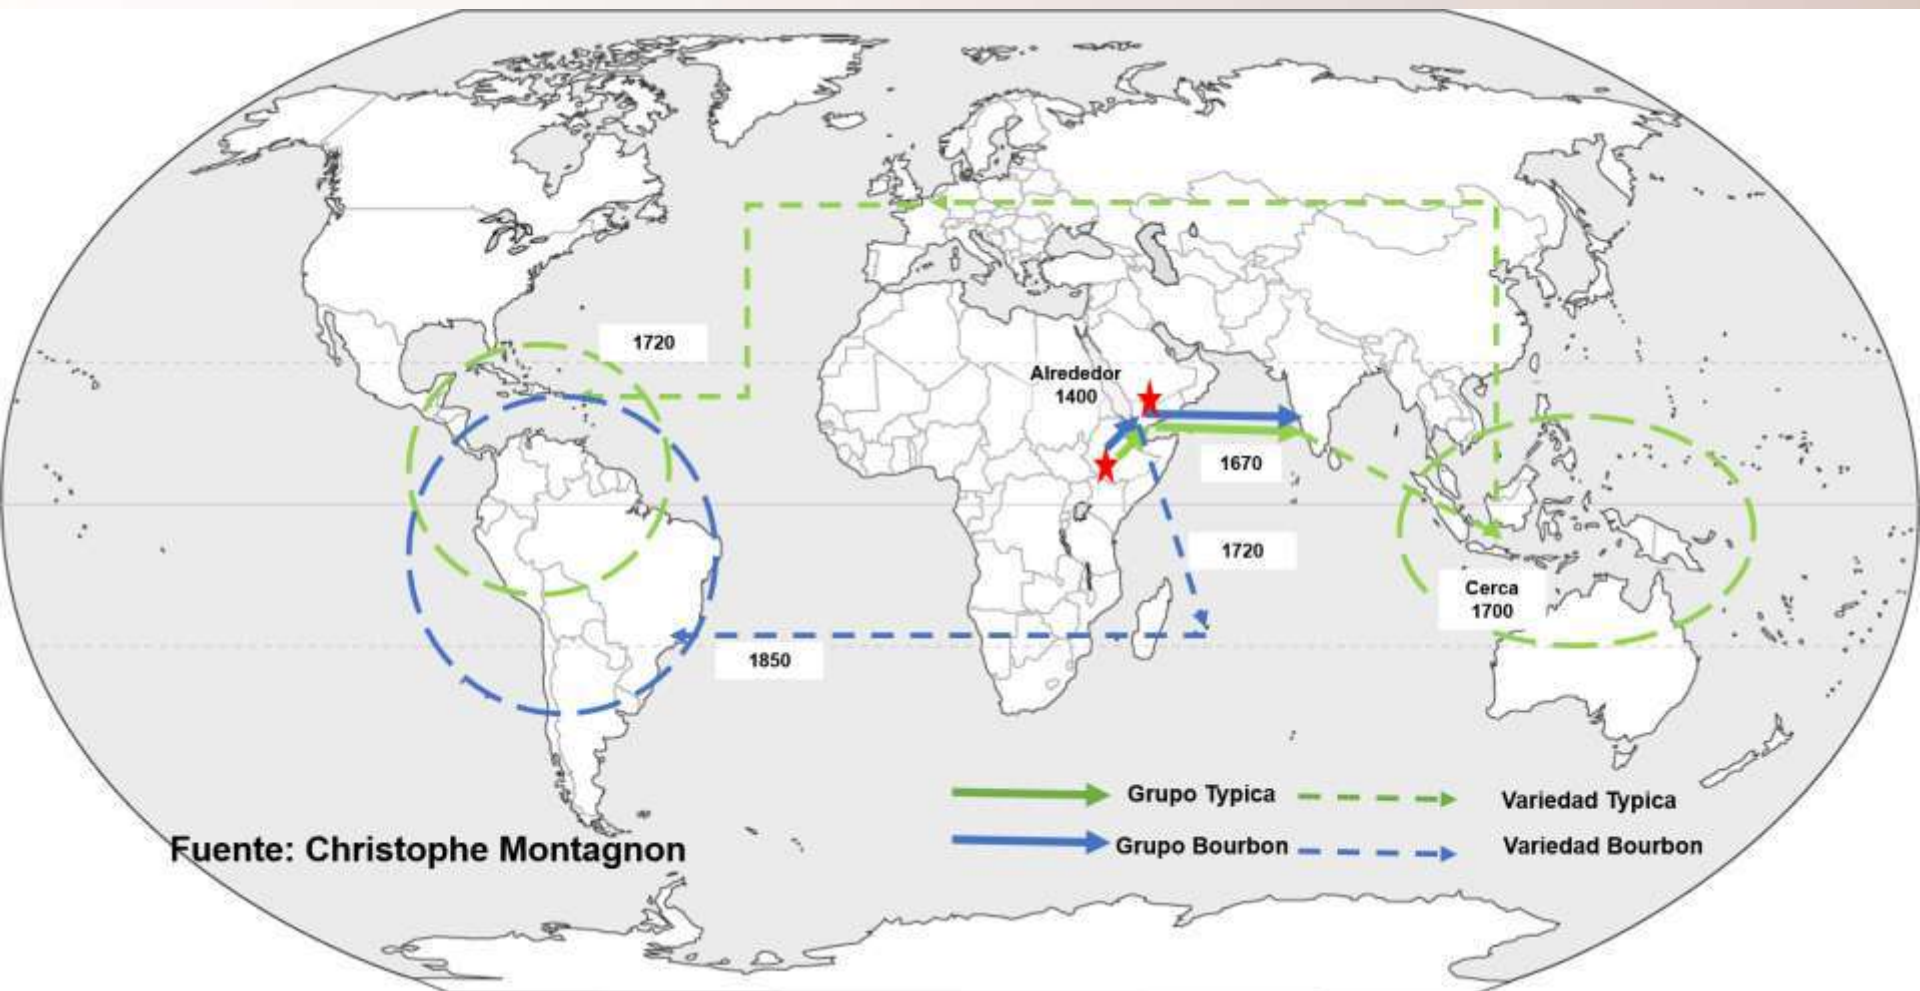 1720
Alrededor
1400
1670
1720
Cerca
1700
1850
Grupo Typica
Variedad Typica
Grupo Bourbon
Variedad Bourbon
Fuente: Christophe Montagnon